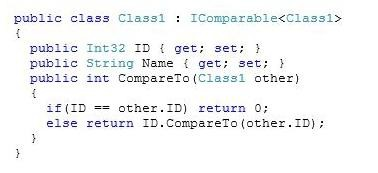 public class Class1 : IComparable<Class1>
{
public Int32 ID { get; set; }
public String Name { get; set; }
public int CompareTo(Class1 other)
{
if(ID == other.ID) return 0;
else return ID.CompareTo(other.ID);
}
}